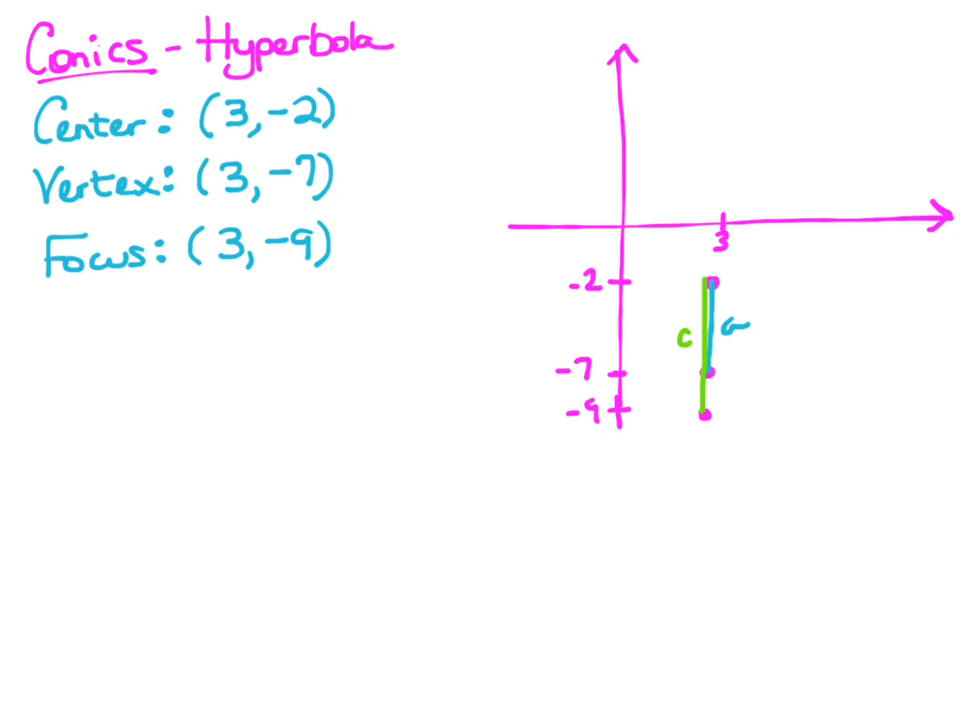 Conics - Hyperbola
Center: (3,-2)
Vertex: (3,-7)
Focus: (3,-9)
3
-2
c a
-7
-9